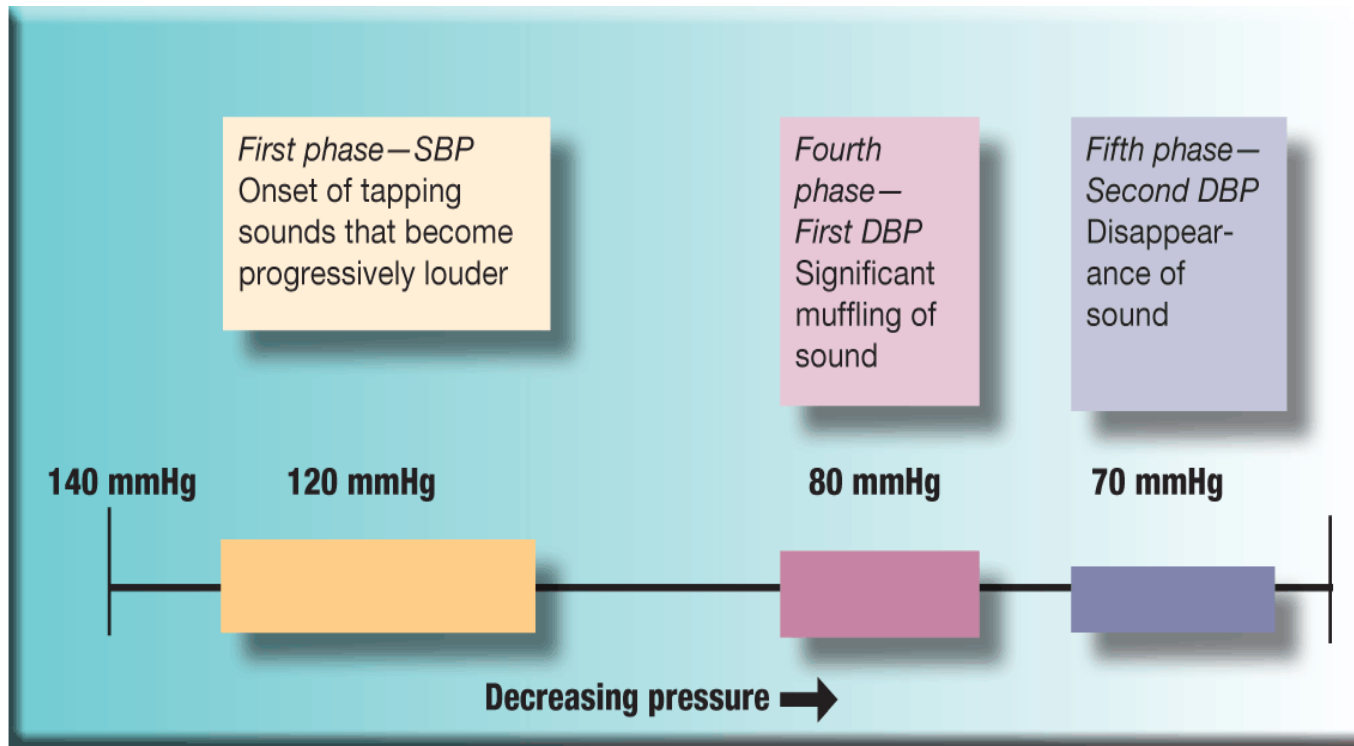 First phase—SBP
Onset of tapping
sounds that become
progressively louder
Fourth
phase—
First DBP
Significant
muffling of
sound
Fifth phase—
Second DBP
Disappear-
ance of
sound
140 mmHg
120 mmHg
80 mmHg
70 mmHg
Decreasing pressure